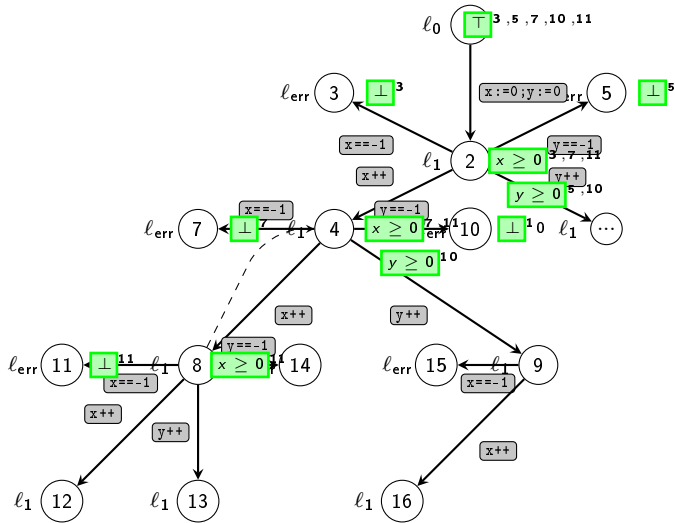 ℓ0 ⊤ 3 ,5 ,7 ,10 ,11
ℓerr 3 ⊥ 3
x:=0;y:=0
err 5 ⊥ 5
x==-1
y==-1
ℓ1 2 x ≥ 0 3 ,7 ,11
x++
y++
y ≥ 0 5 ,10
x==-1
y==-1
ℓerr 7 ⊥ 7
ℓ1 4 x ≥ 0 7 ,11
err 10 ⊥ 10
ℓ1 ...
y ≥ 0 10
x++
y++
y==-1
ℓerr 11 ⊥ 11
ℓ1 8 x ≥ 0 11
14
ℓerr 15
ℓ1 9
x==-1
x==-1
x++
y++
x++
ℓ1 12
ℓ1 13
ℓ1 16